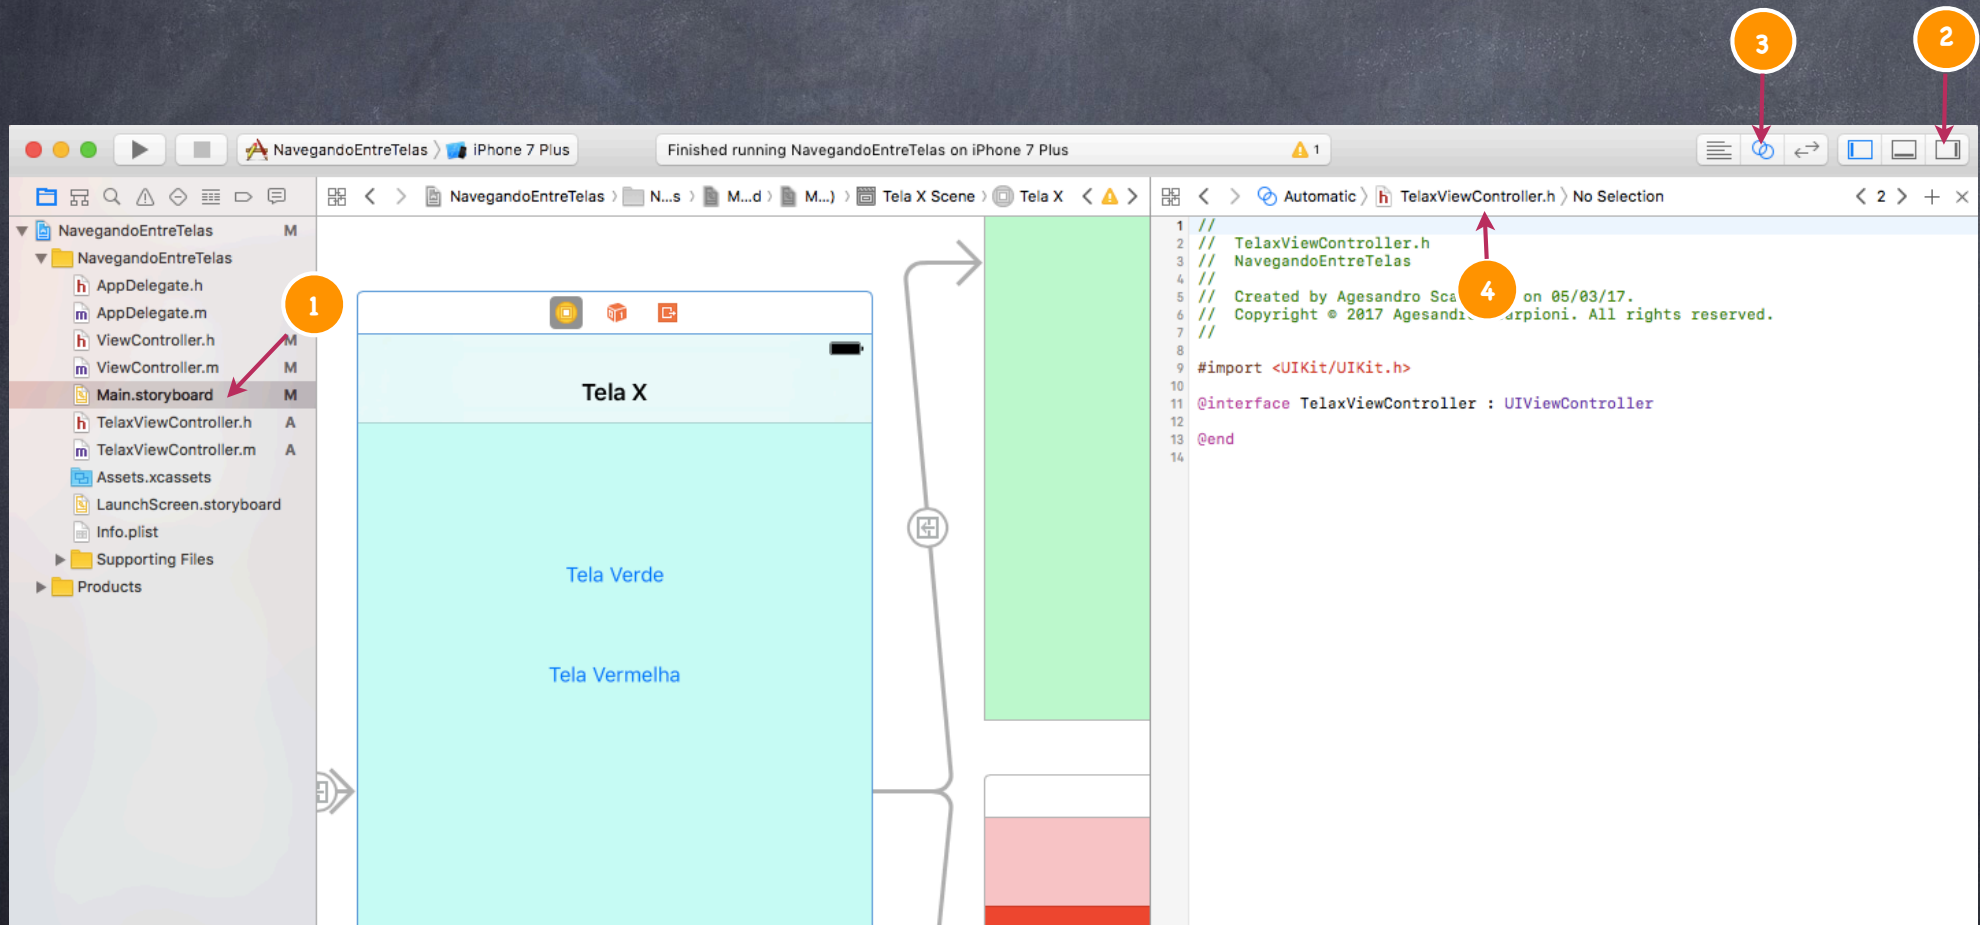 3
2
NavegandoEntreTelas
iPhone 7 Plus
Finished running NavegandoEntreTelas on iPhone 7 Plus
1
NavegandoEntreTelas
N...s
M...d
M...)
Tela X Scene
Tela X
Automatic
TelaxViewController.h
No Selection
2
NavegandoEntreTelas M
NavegandoEntreTelas
AppDelegate.h
AppDelegate.m
ViewController.h M
ViewController.m M
Main.storyboard M
TelaxViewController.h A
TelaxViewController.m A
Assets.xcassets
LaunchScreen.storyboard
Info.plist
Supporting Files
Products
1
Tela X
Tela Verde
Tela Vermelha
4
1 //
2 // TelaxViewController.h
3 // NavegandoEntreTelas
4 //
5 // Created by Agesandro on 05/03/17.
6 // Copyright © 2017 All rights reserved.
7 //
8
9 #import <UIKit/UIKit.h>
10
11 @interface TelaxViewController : UIViewController
12
13 @end
14